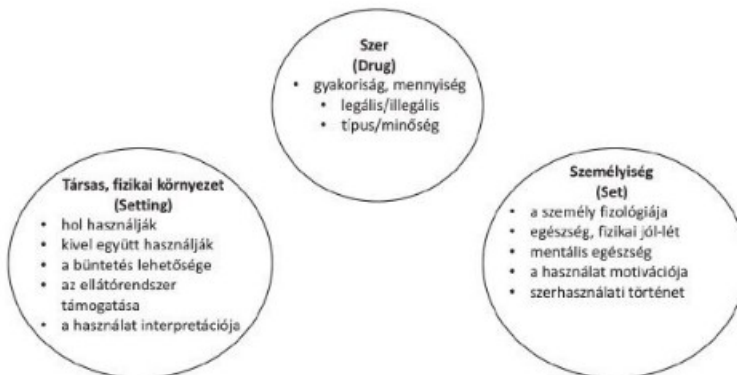 Szer
(Drug)
• gyakoriság, mennyiség
• legális/illegális
• típus/minőség
Társas, fizikai környezet
(Setting)
• hol használják
• kivel együtt használják
• a büntetés lehetősége
• az ellátórendszer
támogatása
• a használat interpretációja
Személyiség
(Set)
• a személy fizológiája
• egészség, fizikai jól-lét
• mentális egészség
• a használat motivációja
• szerhasználati történet